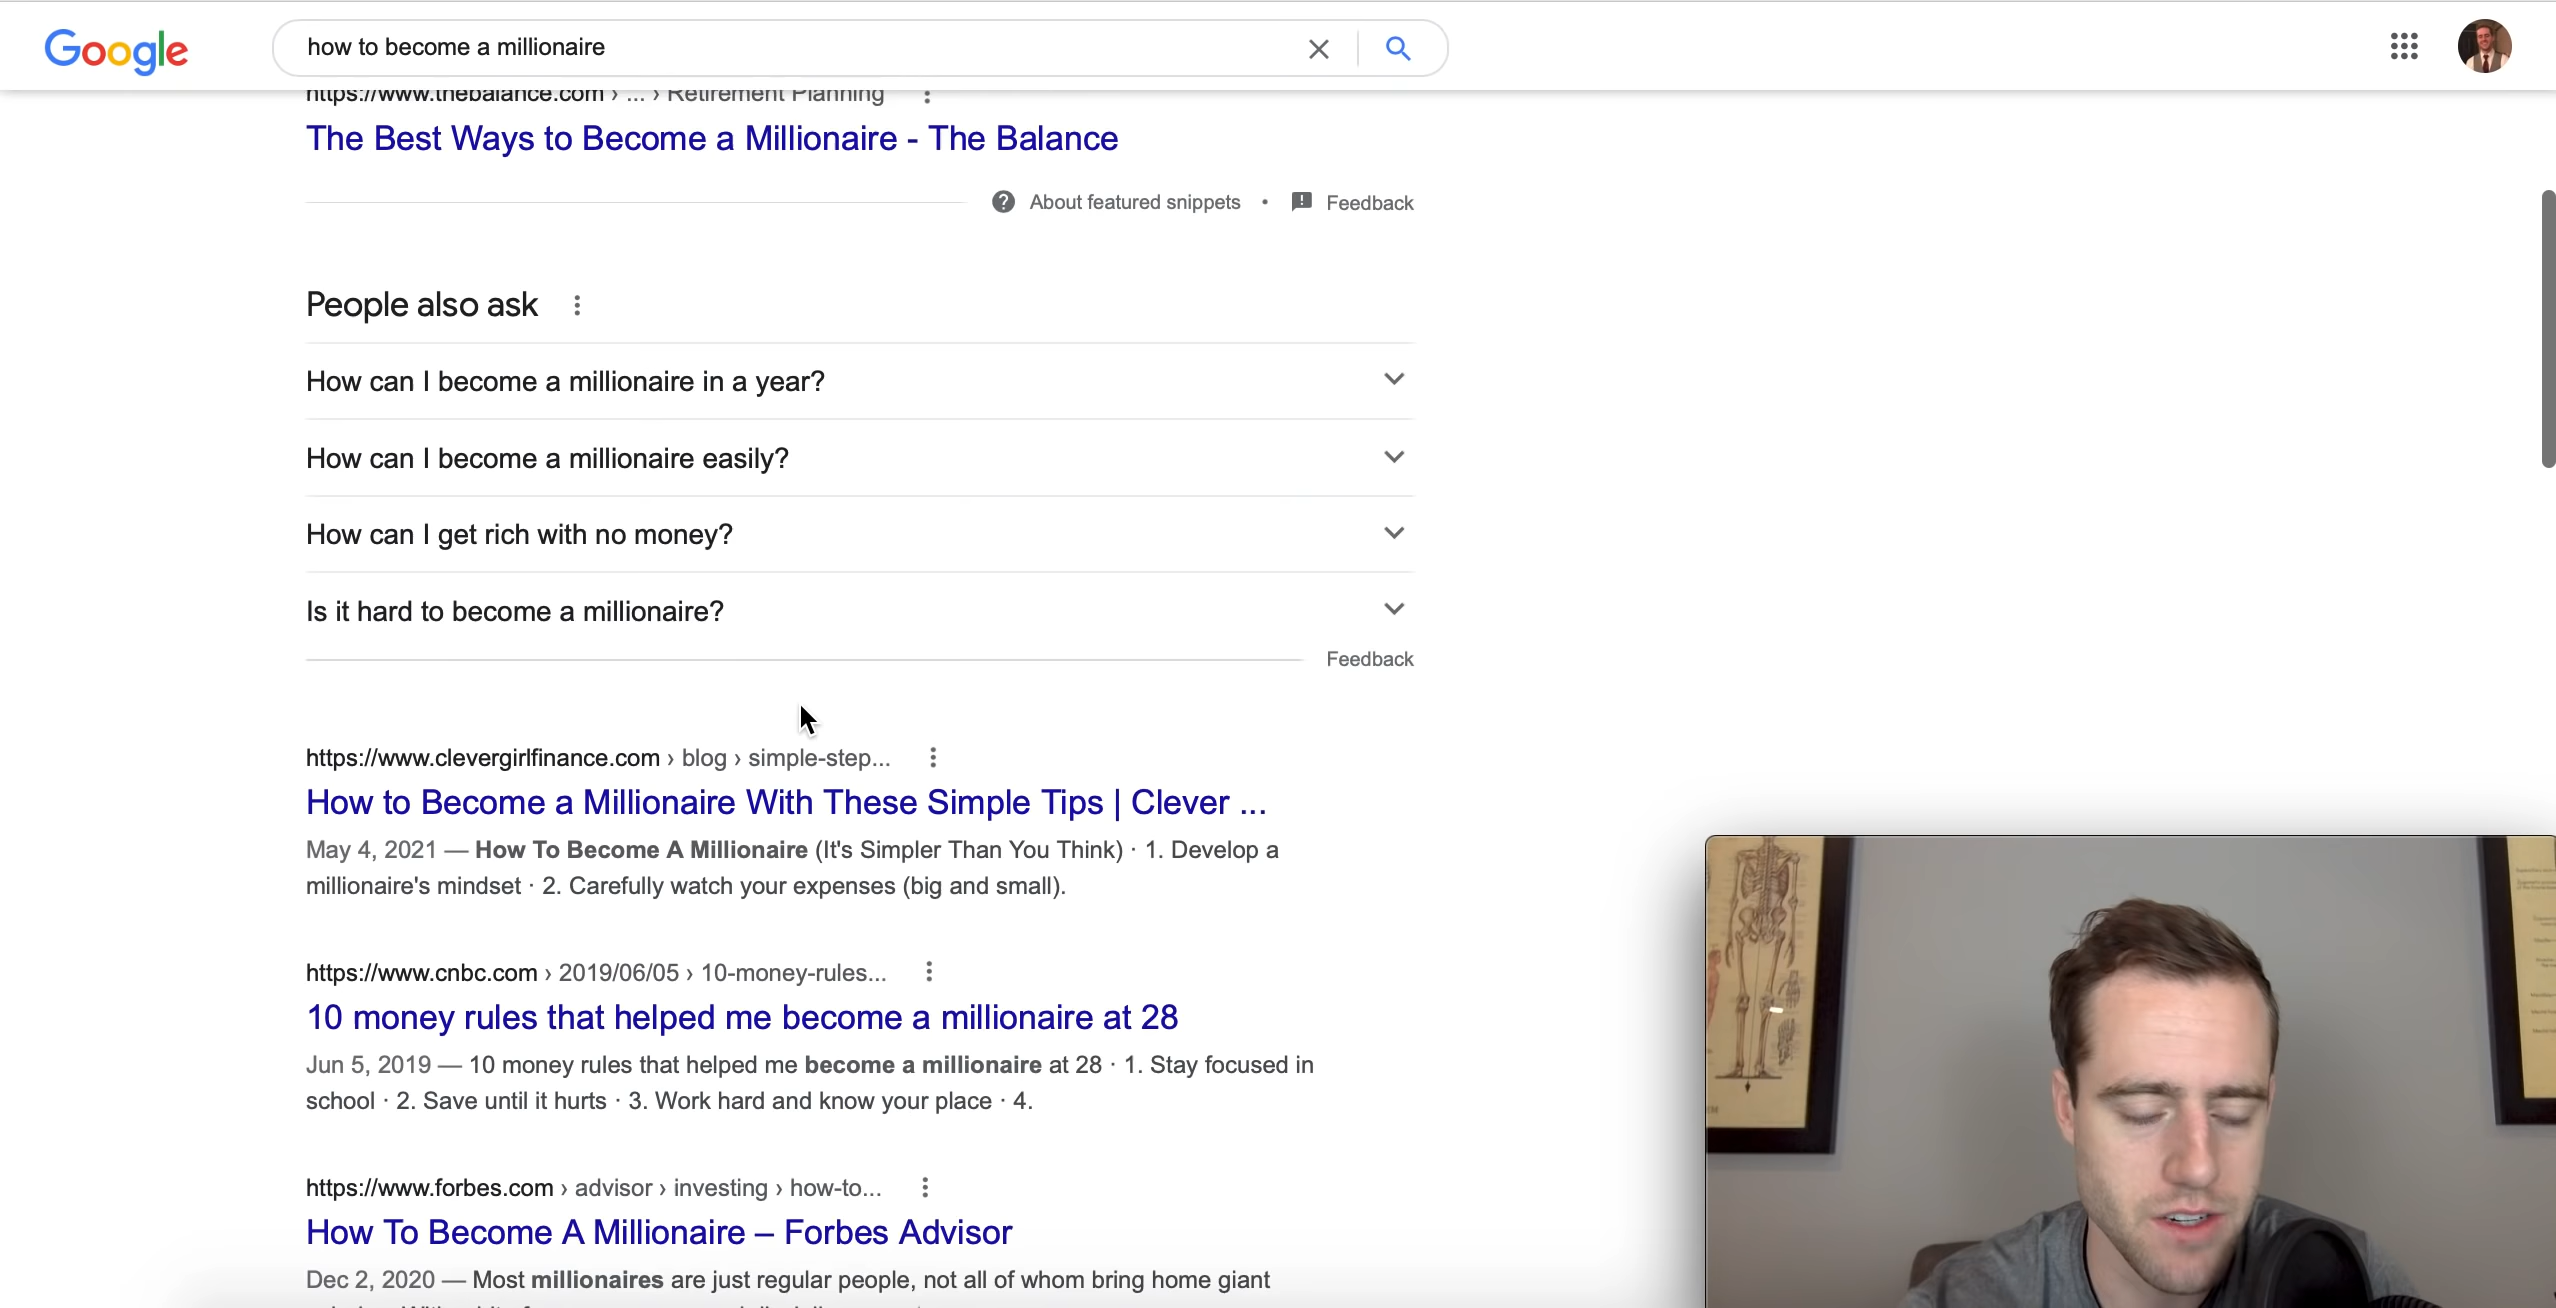 Google
how to become a millionaire
https://www.thebalance.com › ... › Retirement Planning
The Best Ways to Become a Millionaire - The Balance
About featured snippets • Feedback
People also ask
How can I become a millionaire in a year?
How can I become a millionaire easily?
How can I get rich with no money?
Is it hard to become a millionaire?
Feedback
https://www.clevergirlfinance.com › blog › simple-step...
How to Become a Millionaire With These Simple Tips | Clever ...
May 4, 2021 — How To Become A Millionaire (It's Simpler Than You Think) · 1. Develop a
millionaire's mindset · 2. Carefully watch your expenses (big and small).
https://www.cnbc.com › 2019/06/05 › 10-money-rules...
10 money rules that helped me become a millionaire at 28
Jun 5, 2019 — 10 money rules that helped me become a millionaire at 28 · 1. Stay focused in
school · 2. Save until it hurts · 3. Work hard and know your place · 4.
https://www.forbes.com › advisor › investing › how-to...
How To Become A Millionaire – Forbes Advisor
Dec 2, 2020 — Most millionaires are just regular people, not all of whom bring home giant